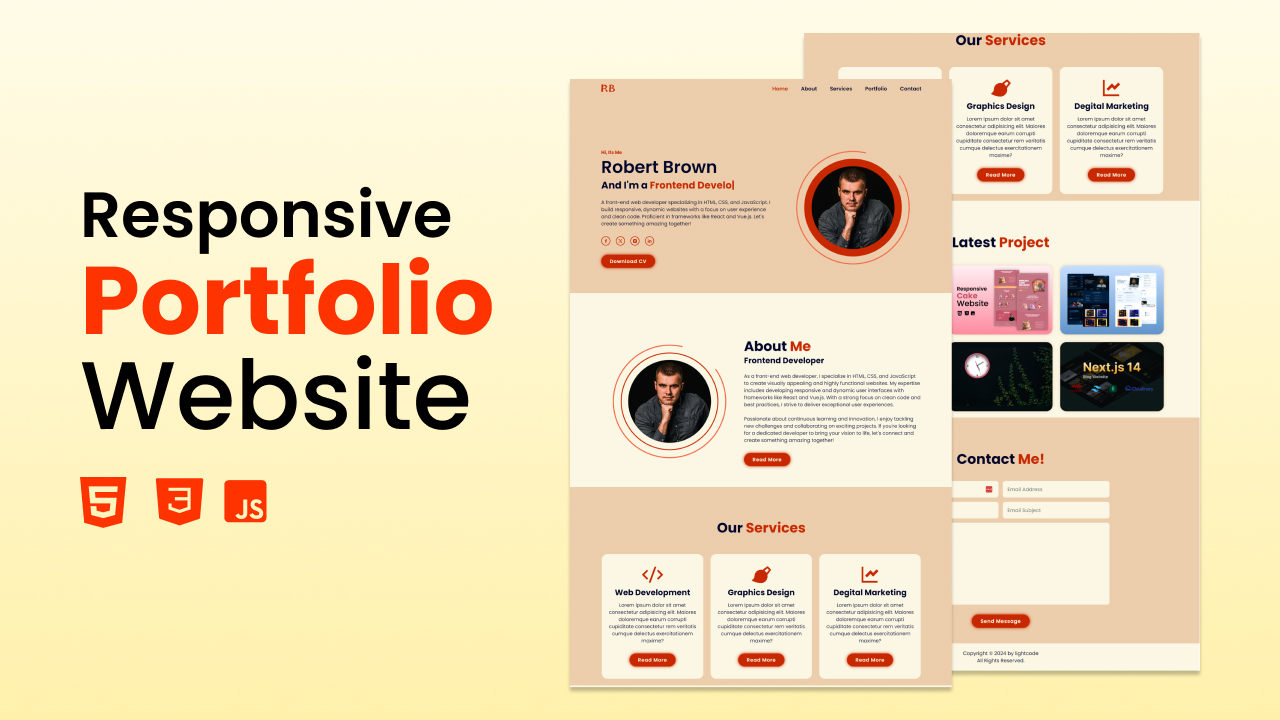 Responsive
Portfolio
Website
5
3
JS
RB
Home About Services Portfolio Contact
Hi, Its Me
Robert Brown
And I'm a Frontend Develo|
A front-end web developer specialising in HTML, CSS, and JavaScript. I
build responsive, dynamic websites with a focus on user experience
and clean code. Proficient in frameworks like React and Vue.js. Let's
create something amazing together!
Download CV
About Me
Frontend Developer
As a front-end web developer, I specialize in HTML, CSS, and JavaScript
to create visually appealing and highly functional websites. My expertise
includes developing responsive and dynamic user interfaces with
frameworks like React and Vue.js. With a strong focus on clean code and
best practices, I strive to deliver exceptional user experiences.
Passionate about continuous learning and innovation, I enjoy tackling
new challenges and collaborating on exciting projects. If you're looking
for a dedicated developer to bring your vision to life, let's connect and
create something amazing together!
Read More
Our Services
Web Development
Lorem ipsum dolor sit amet
consectetur adipisicing elit. Maiores
doloremque earum corrupti
cupiditate consectetur rem veritatis
cumque delectus exercitationem
maxime?
Read More
Graphics Design
Lorem ipsum dolor sit amet
consectetur adipisicing elit. Maiores
doloremque earum corrupti
cupiditate consectetur rem veritatis
cumque delectus exercitationem
maxime?
Read More
Degital Marketing
Lorem ipsum dolor sit amet
consectetur adipisicing elit. Maiores
doloremque earum corrupti
cupiditate consectetur rem veritatis
cumque delectus exercitationem
maxime?
Read More
Our Services
Graphics Design
Lorem ipsum dolor sit amet
consectetur adipisicing elit. Maiores
doloremque earum corrupti
cupiditate consectetur rem veritatis
cumque delectus exercitationem
maxime?
Read More
Degital Marketing
Lorem ipsum dolor sit amet
consectetur adipisicing elit. Maiores
doloremque earum corrupti
cupiditate consectetur rem veritatis
cumque delectus exercitationem
maxime?
Read More
Latest Project
Responsive
Cake
Website
Next.js 14
Blog Website
Contact Me!
Email Address
Email Subject
Send Message
Copyright © 2024 by lightcode
All Rights Reserved.